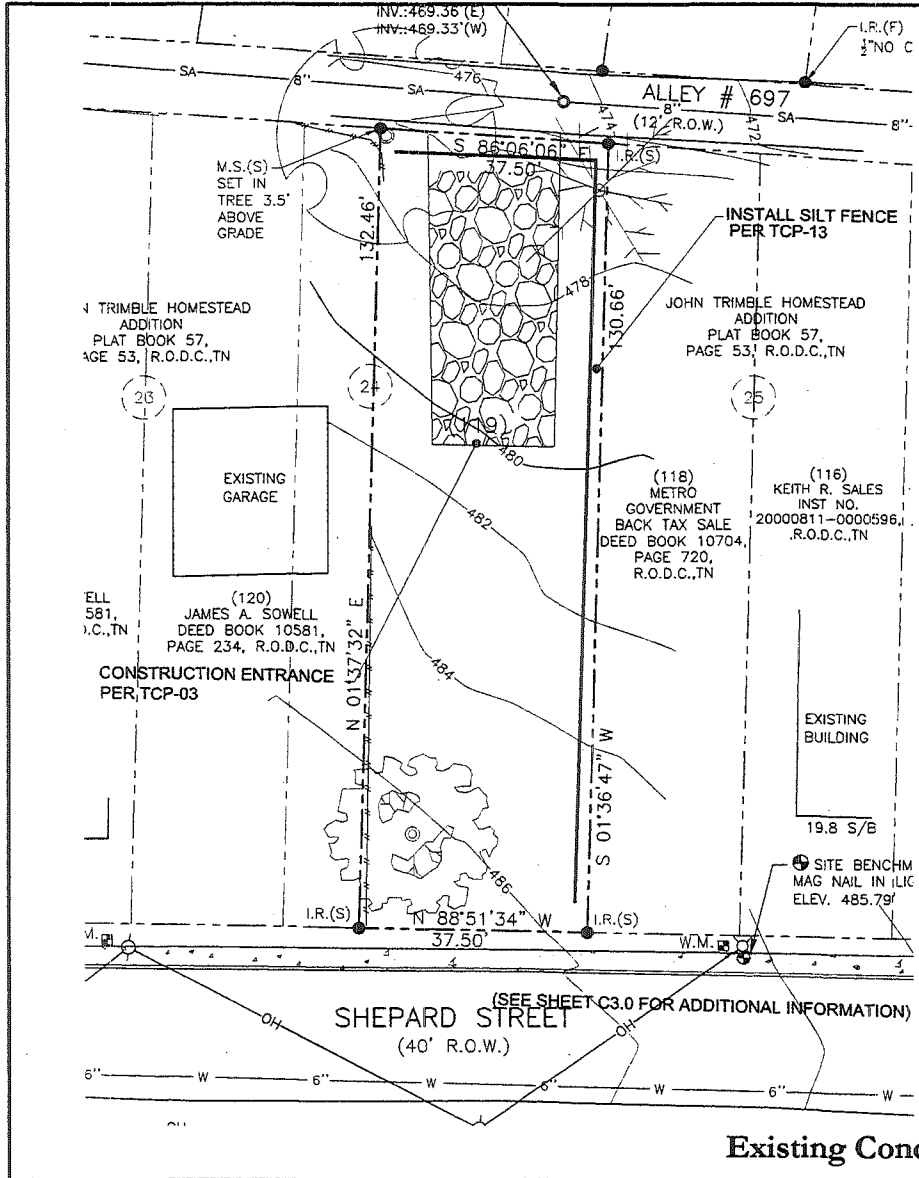 INV.:469.36 (E)
INV.:469.33 (W)
I.R.(F)
½"NO C
SA
8"
476
ALLEY # 697
(12' R.O.W.)
8"
SA
8"
474
472
S 86°06'06" E
37.50'
I.R.(S)
M.S.(S)
SET IN
TREE 3.5'
ABOVE
GRADE
132.46'
INSTALL SILT FENCE
PER TCP-13
478
130.66'
N TRIMBLE HOMESTEAD
ADDITION
PLAT BOOK 57,
PAGE 53, R.O.D.C.,TN
JOHN TRIMBLE HOMESTEAD
ADDITION
PLAT BOOK 57,
PAGE 53, R.O.D.C.,TN
24
25
480
482
EXISTING
GARAGE
(118)
METRO
GOVERNMENT
BACK TAX SALE
DEED BOOK 10704,
PAGE 720,
R.O.D.C.,TN
(116)
KEITH R. SALES
INST NO.
20000811-0000596,
R.O.D.C.,TN
ELL
581,
D.C.,TN
(120)
JAMES A. SOWELL
DEED BOOK 10581,
PAGE 234, R.O.D.C.,TN
N 01°37'32" E
484
CONSTRUCTION ENTRANCE
PER TCP-03
S 01°36'47" W
EXISTING
BUILDING
19.8 S/B
486
SITE BENCHM
MAG NAIL IN
ELEV. 485.79
I.R.(S)
N 88°51'34" W
37.50'
I.R.(S)
M.
W.M.
(SEE SHEET C3.0 FOR ADDITIONAL INFORMATION)
SHEPARD STREET
(40' R.O.W.)
OH
OH
6"
W
6"
W
6"
W
6"
W
OH
Existing Cond